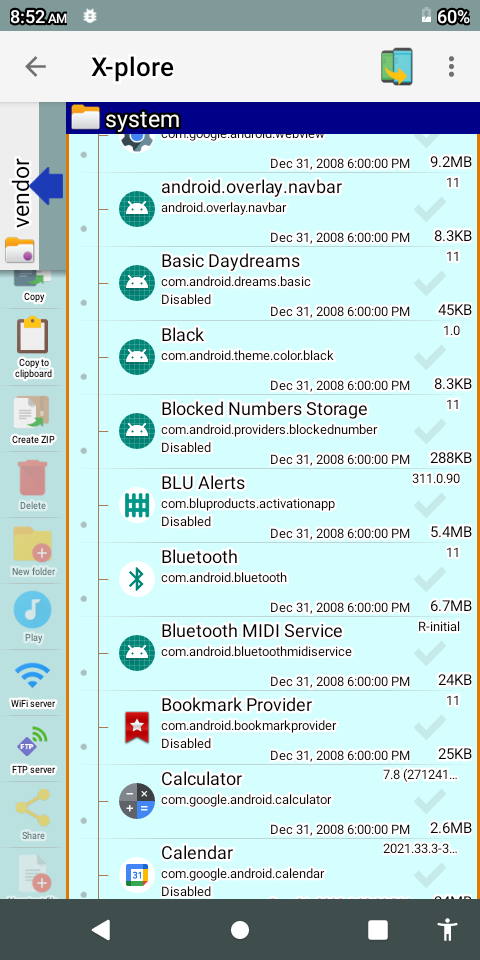 8:52 AM
60%
X-plore
system
vendor
com.google.android.webview
Dec 31, 2008 6:00:00 PM 9.2MB
android.overlay.navbar 11
android.overlay.navbar
Dec 31, 2008 6:00:00 PM 8.3KB
Basic Daydreams 11
com.android.dreams.basic
Disabled
Dec 31, 2008 6:00:00 PM 45KB
Black 1.0
com.android.theme.color.black
Dec 31, 2008 6:00:00 PM 8.3KB
Blocked Numbers Storage 11
com.android.providers.blockednumber
Disabled
Dec 31, 2008 6:00:00 PM 288KB
BLU Alerts 311.0.90
com.bluproducts.activationapp
Disabled
Dec 31, 2008 6:00:00 PM 5.4MB
Bluetooth 11
com.android.bluetooth
Dec 31, 2008 6:00:00 PM 6.7MB
Bluetooth MIDI Service R-initial
com.android.bluetoothmidiservice
Dec 31, 2008 6:00:00 PM 24KB
Bookmark Provider 11
com.android.bookmarkprovider
Disabled
Dec 31, 2008 6:00:00 PM 25KB
Calculator 7.8 (271241...
com.google.android.calculator
Dec 31, 2008 6:00:00 PM 2.6MB
Calendar 2021.33.3-3...
com.google.android.calendar
Disabled
Copy
Copy to
clipboard
Create ZIP
Delete
New folder
Play
WiFi server
FTP
FTP server
Share